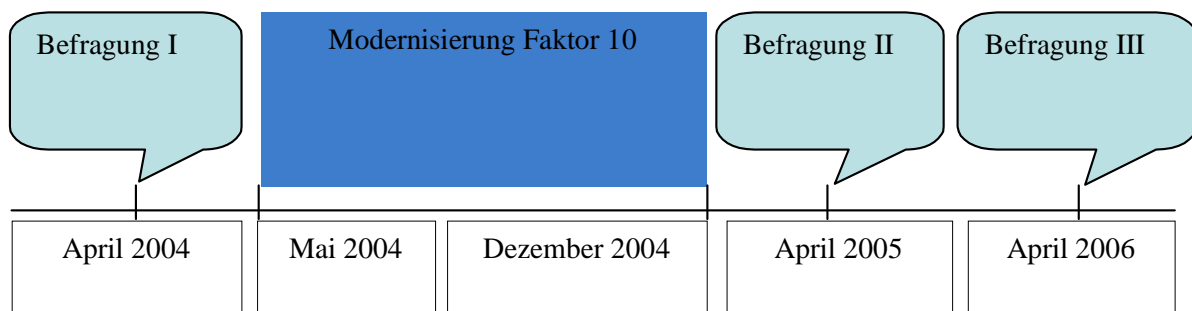 Befragung I
Modernisierung Faktor 10
Befragung II
Befragung III
April 2004
Mai 2004
Dezember 2004
April 2005
April 2006